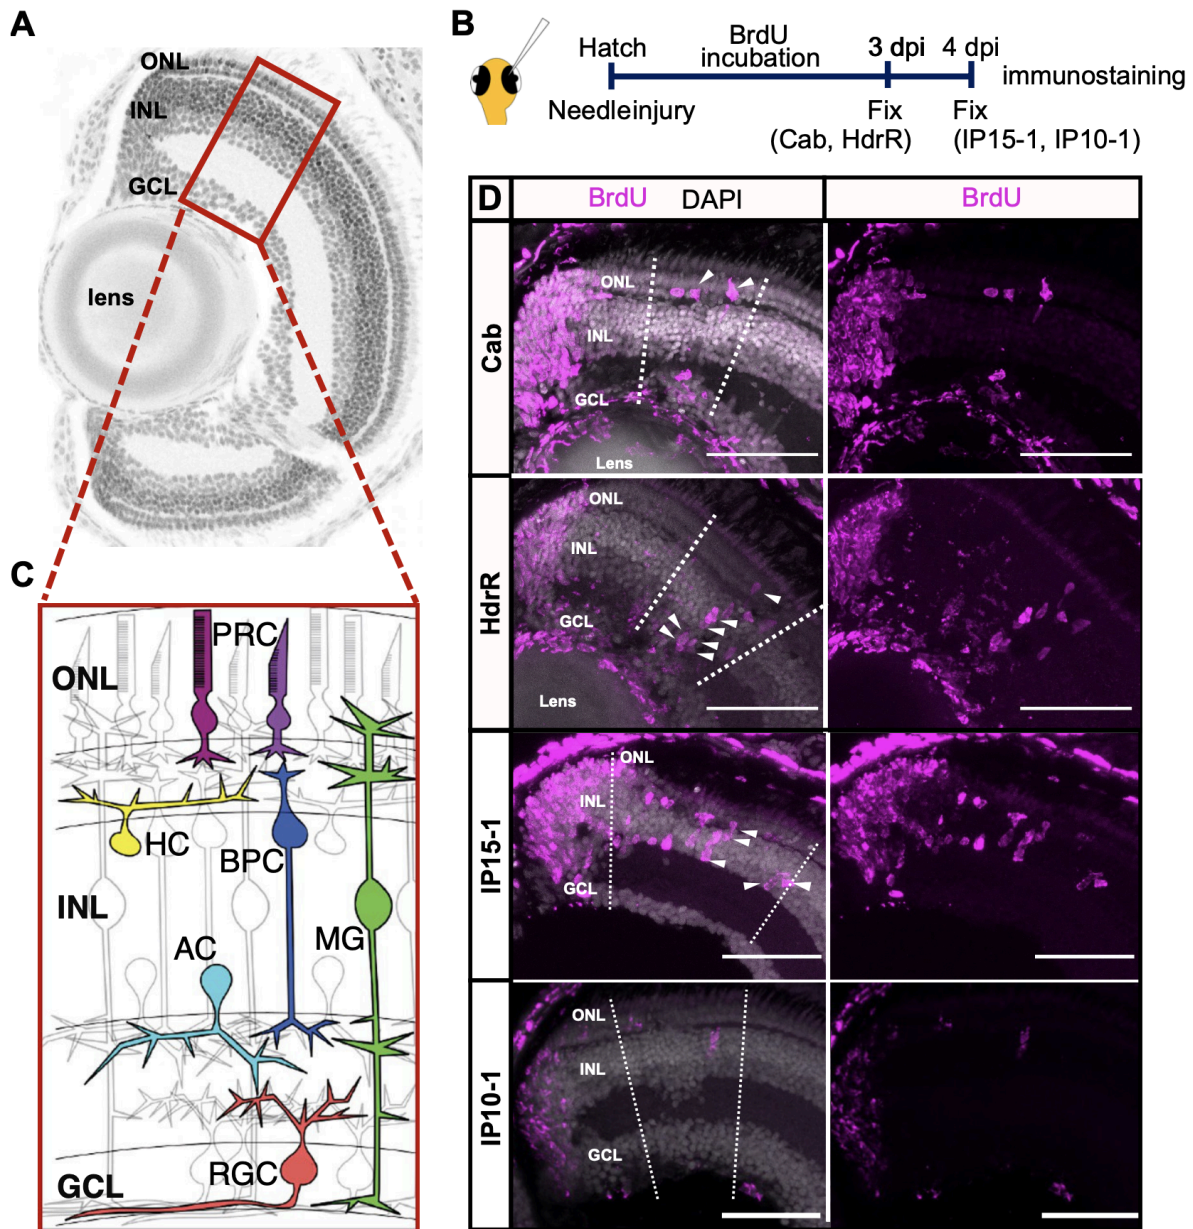 A
ONL
INL
GCL
lens
B
Hatch
BrdU
incubation
3 dpi
4 dpi
immunostaining
Needleinjury
Fix
(Cab, HdrR)
Fix
(IP15-1, IP10-1)
C
PRC
ONL
HC
BPC
INL
AC
MG
RGC
GCL
D
BrdU DAPI
BrdU
Cab
ONL
INL
GCL
Lens
HdrR
ONL
INL
GCL
Lens
IP15-1
ONL
INL
GCL
IP10-1
ONL
INL
GCL